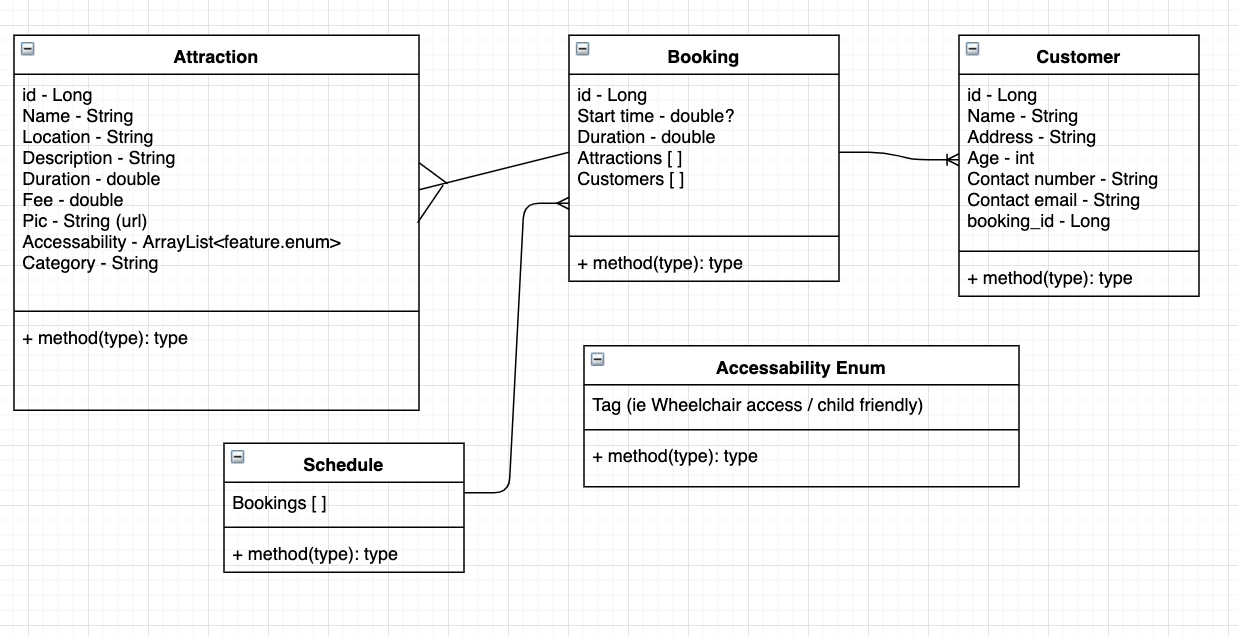 Attraction
id - Long
Name - String
Location - String
Description - String
Duration - double
Fee - double
Pic - String (url)
Accessability - ArrayList<feature.enum>
Category - String
+ method(type): type
Booking
id - Long
Start time - double?
Duration - double
Attractions [ ]
Customers [ ]
+ method(type): type
Customer
id - Long
Name - String
Address - String
Age - int
Contact number - String
Contact email - String
booking_id - Long
+ method(type): type
Accessability Enum
Tag (ie Wheelchair access / child friendly)
+ method(type): type
Schedule
Bookings [ ]
+ method(type): type